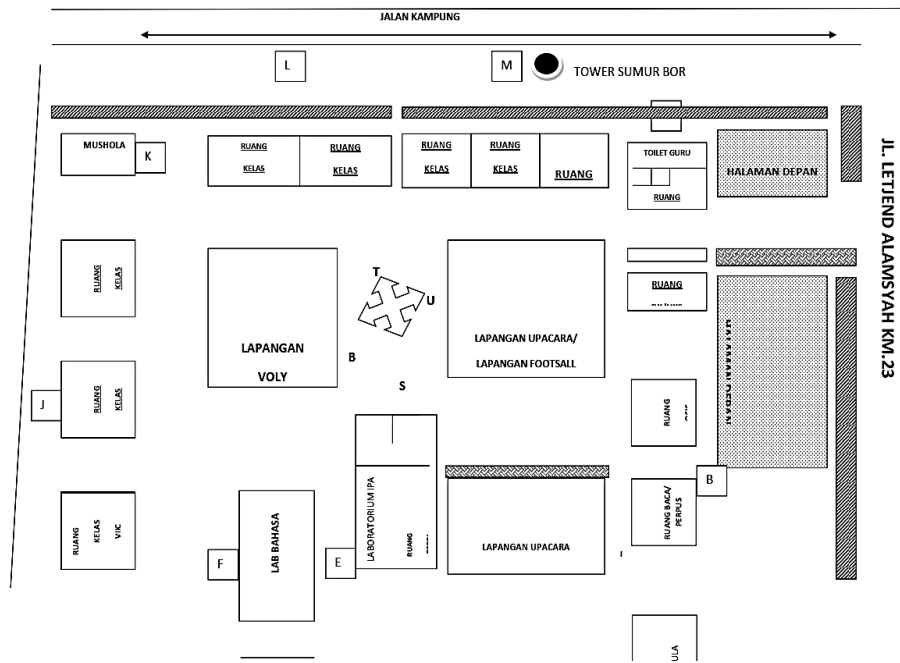 JALAN KAMPUNG
L
M
TOWER SUMUR BOR
MUSHOLA
K
RUANG
KELAS
RUANG
KELAS
RUANG
KELAS
RUANG
KELAS
RUANG
TOILET GURU
RUANG
HALAMAN DEPAN
JL. LETJEND ALAMSYAH KM.23
RUANG
KELAS
LAPANGAN
VOLY
T
U
B
S
LAPANGAN UPACARA/
LAPANGAN FOOTSALL
RUANG
J
RUANG
KELAS
RUANG
RUANG
KELAS
VIIC
F
LAB BAHASA
E
LABORATORIUM IPA
RUANG
LAPANGAN UPACARA
RUANG BACA/
PERPUS
B